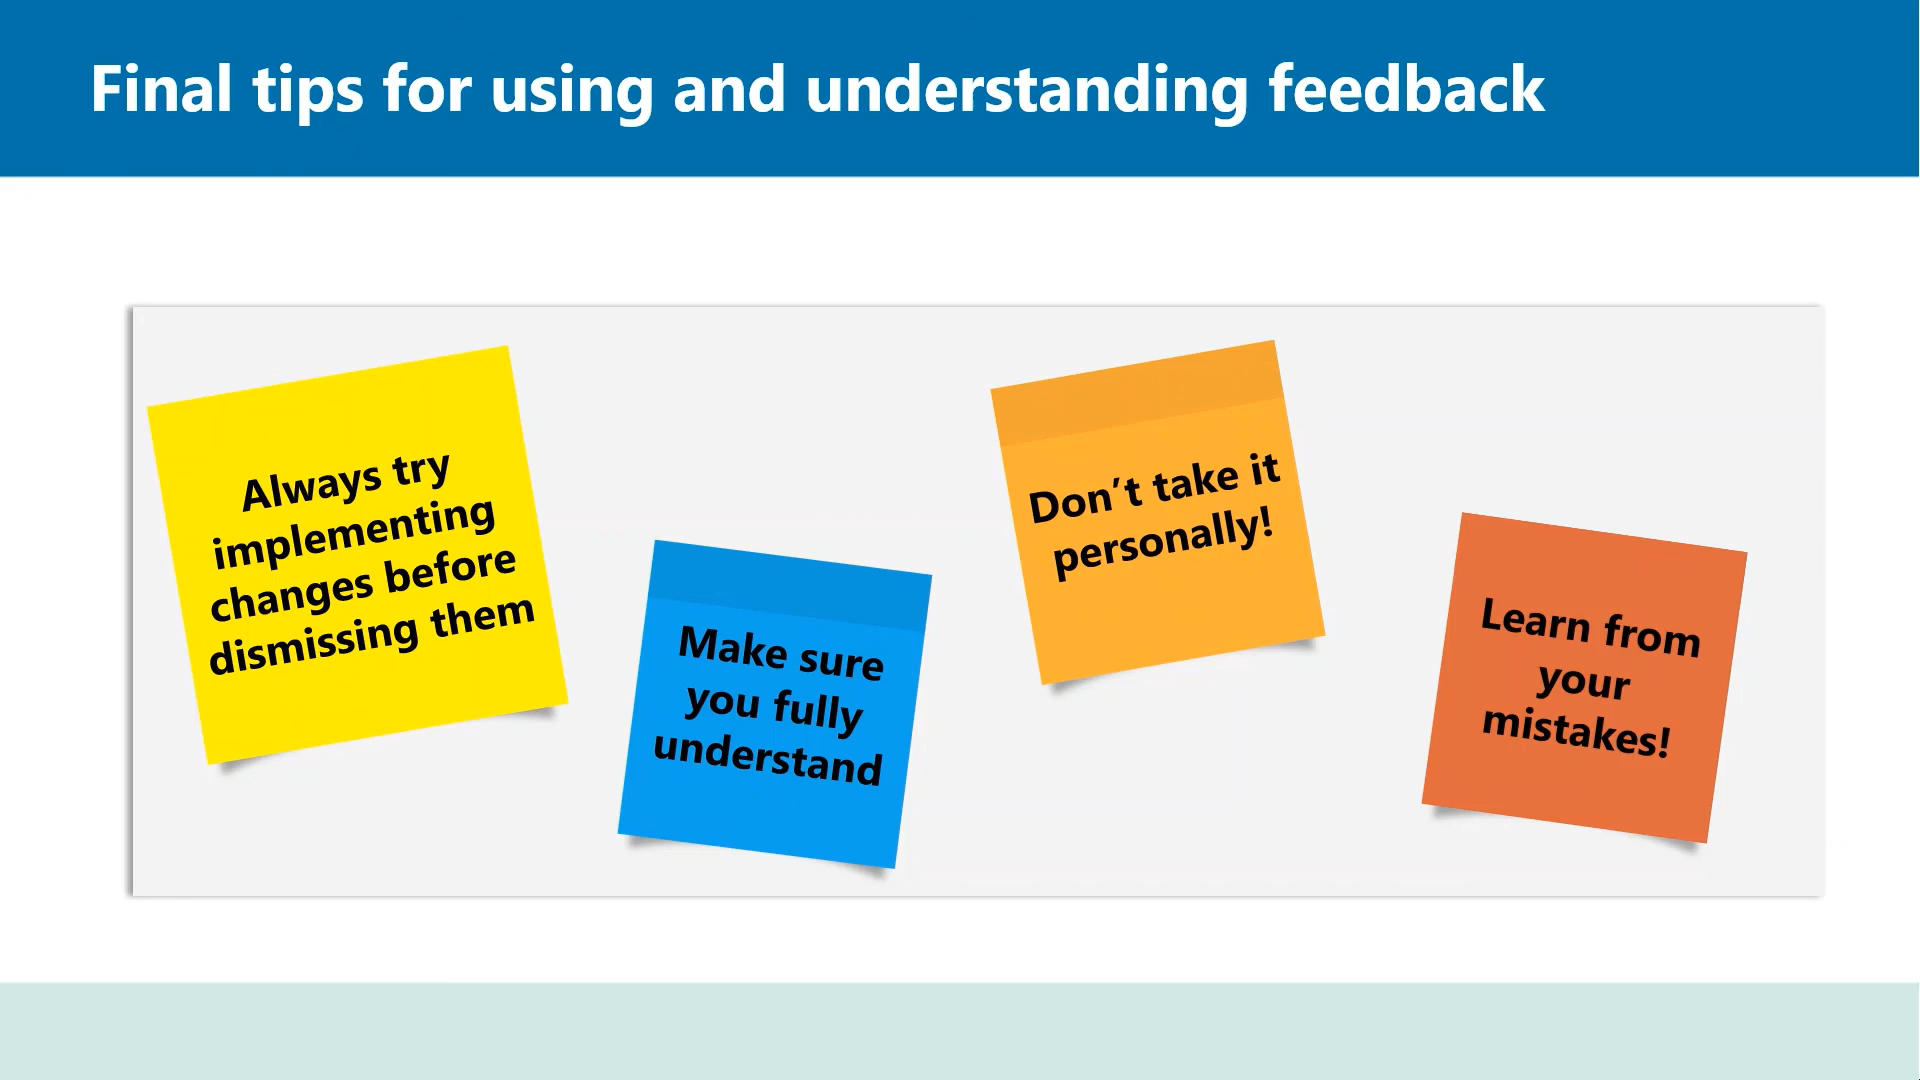 Final tips for using and understanding feedback
Always try
implementing
changes before
dismissing them
Make sure
you fully
understand
Don’t take it
personally!
Learn from
your
mistakes!